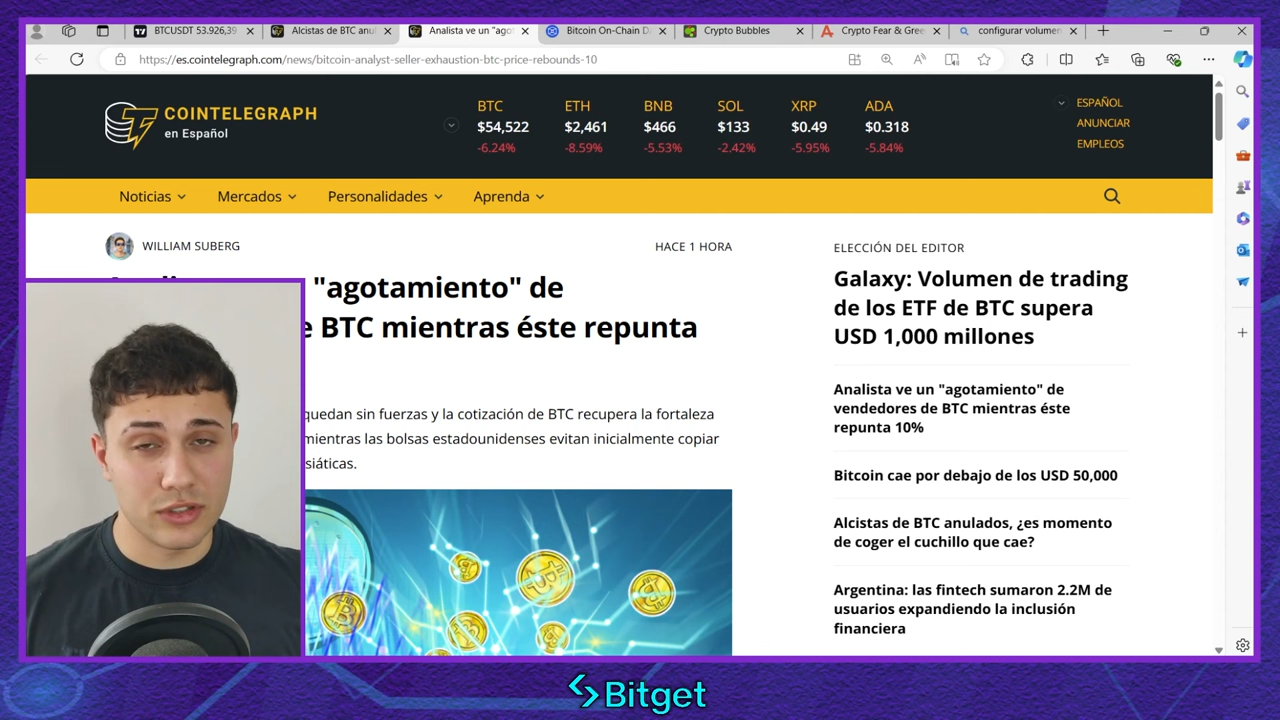 BTCUSDT 53.926,39
Alcistas de BTC anul
Analista ve un "ago
Bitcoin On-Chain D
Crypto Bubbles
Crypto Fear & Gre
configurar volumen
https://es.cointelegraph.com/news/bitcoin-analyst-seller-exhaustion-btc-price-rebounds-10
COINTELEGRAPH
en Español
BTC ETH BNB SOL XRP ADA
$54,522 $2,461 $466 $133 $0.49 $0.318
-6.24% -8.59% -5.53% -2.42% -5.95% -5.84%
ESPAÑOL
ANUNCIAR
EMPLEOS
Noticias Mercados Personalidades Aprenda
WILLIAM SUBERG
HACE 1 HORA
"agotamiento" de
e BTC mientras éste repunta
quedan sin fuerzas y la cotización de BTC recupera la fortaleza
mientras las bolsas estadounidenses evitan inicialmente copiar
siáticas.
ELECCIÓN DEL EDITOR
Galaxy: Volumen de trading
de los ETF de BTC supera
USD 1,000 millones
Analista ve un "agotamiento" de
vendedores de BTC mientras éste
repunta 10%
Bitcoin cae por debajo de los USD 50,000
Alcistas de BTC anulados, ¿es momento
de coger el cuchillo que cae?
Argentina: las fintech sumaron 2.2M de
usuarios expandiendo la inclusión
financiera
Bitget